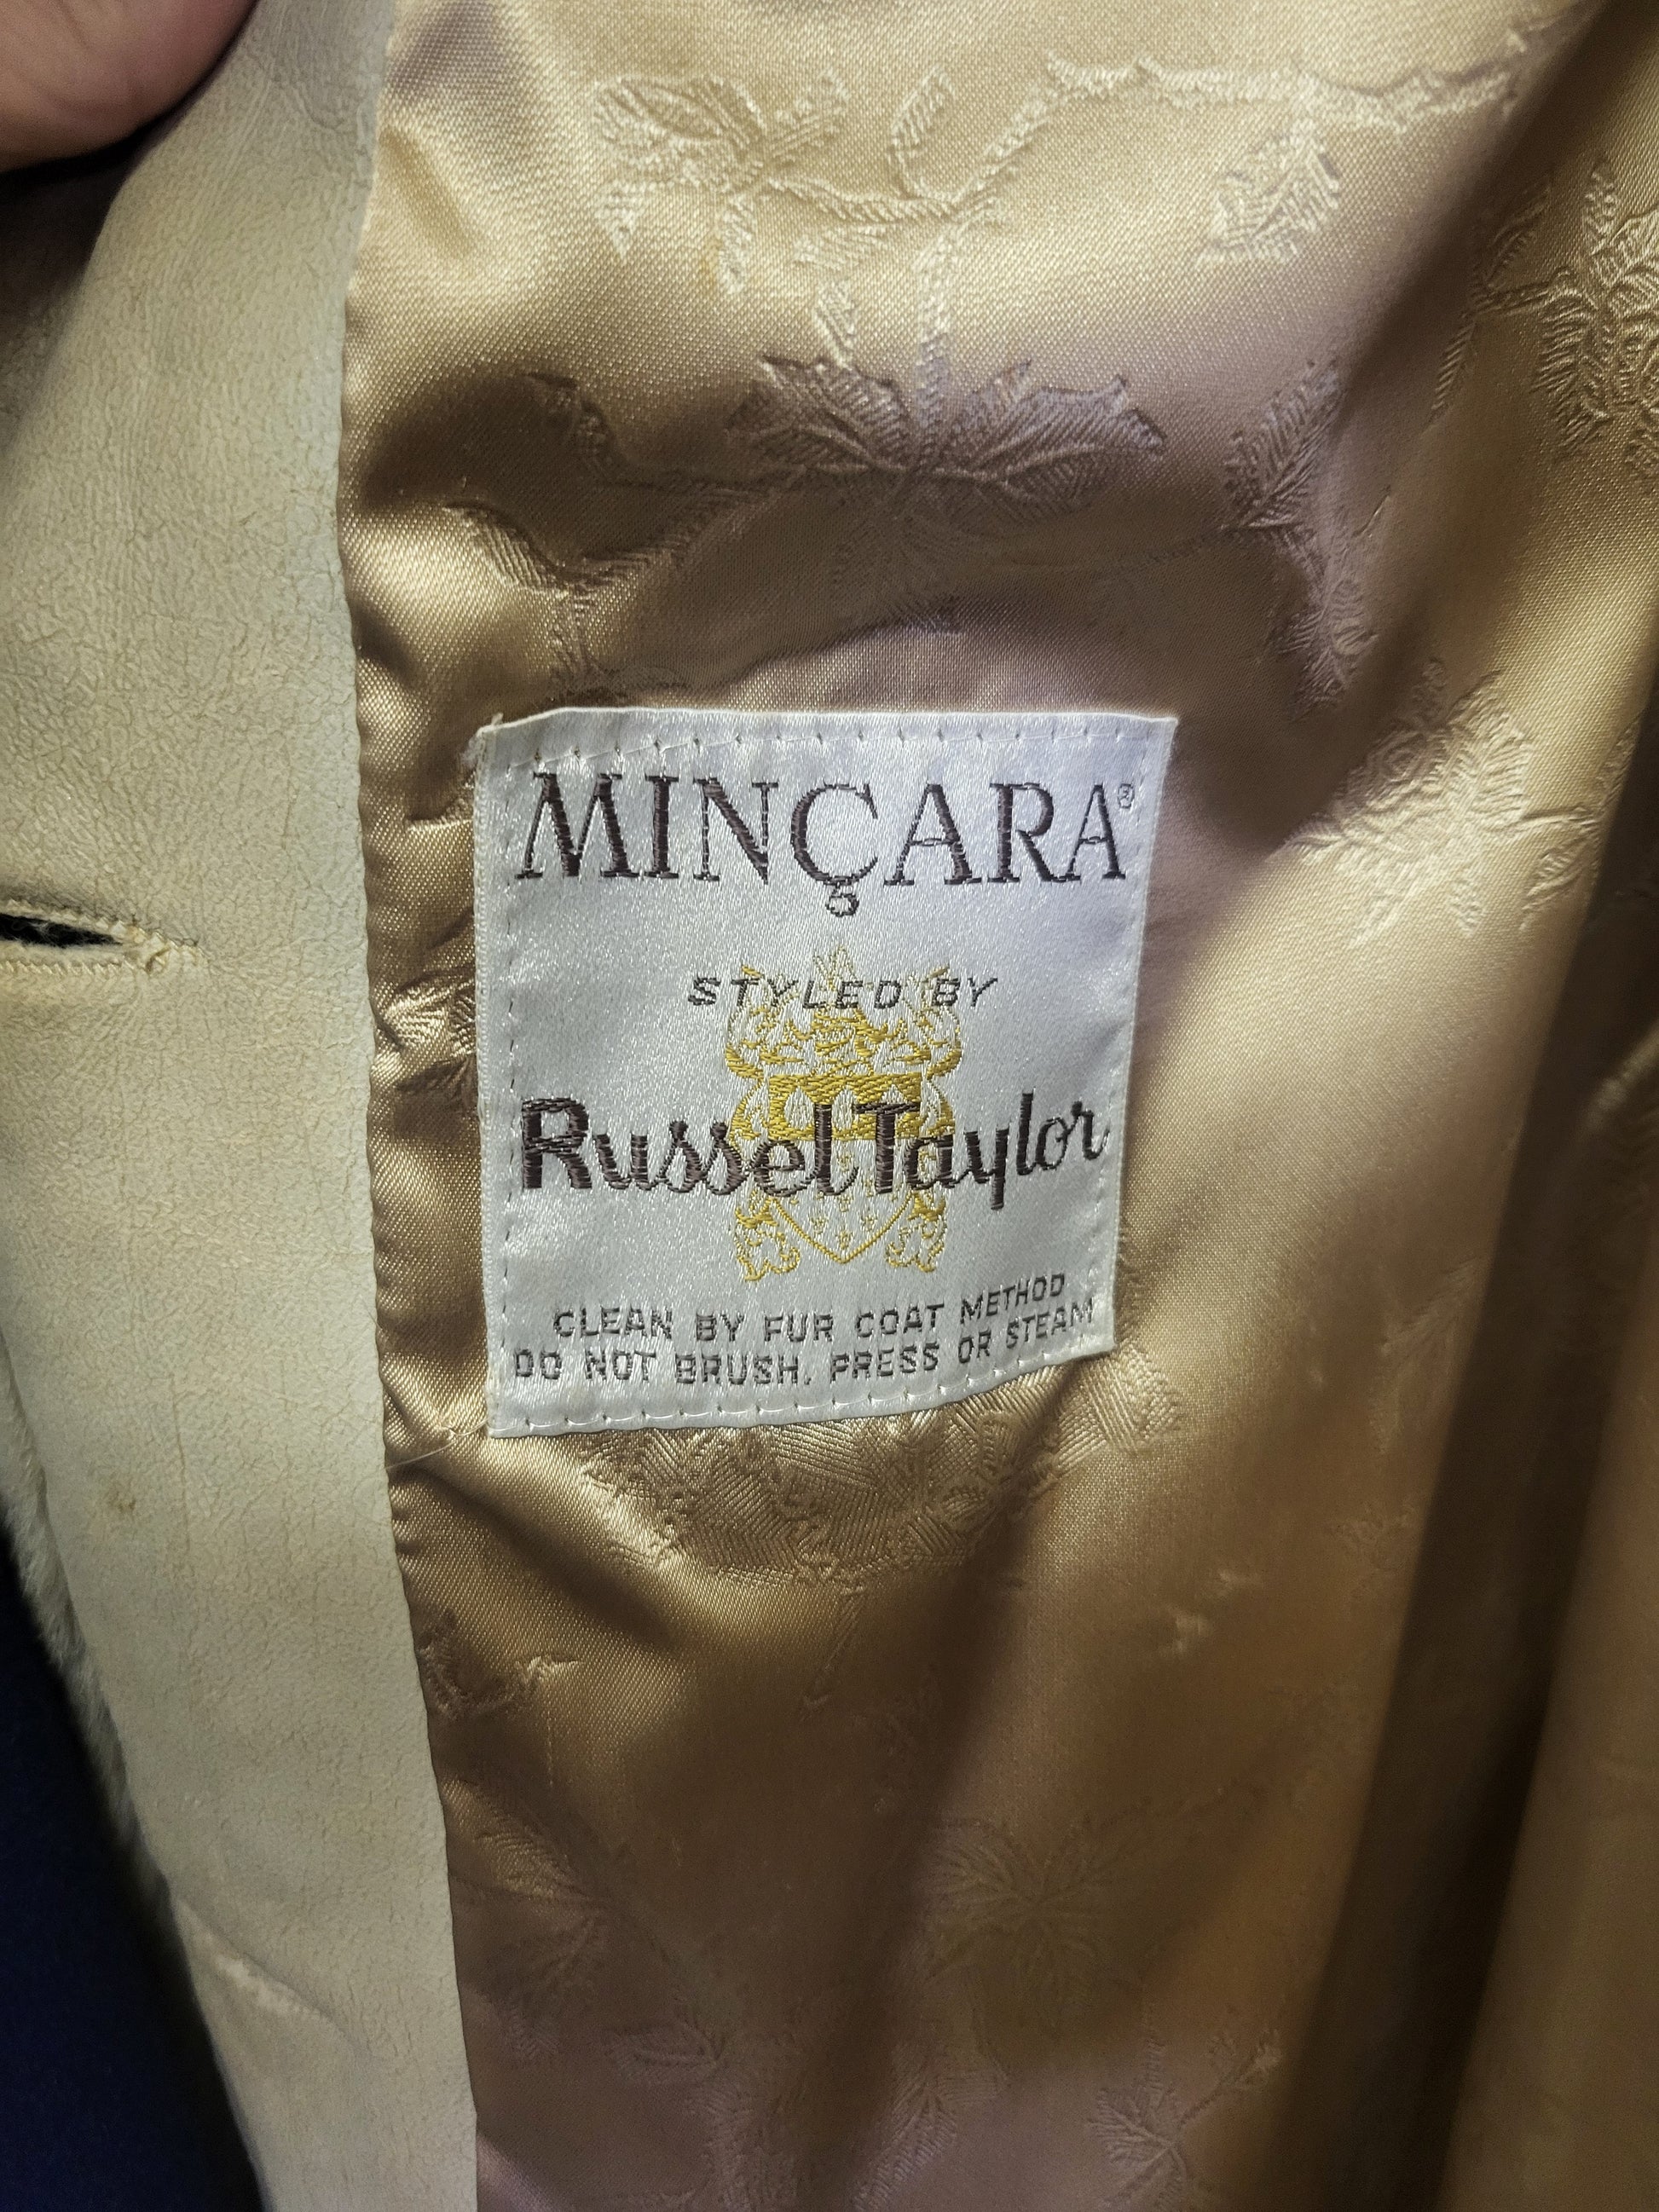 MINÇARA®
STYLED BY
Russel Taylor
CLEAN BY FUR COAT METHOD
DO NOT BRUSH, PRESS OR STEAM